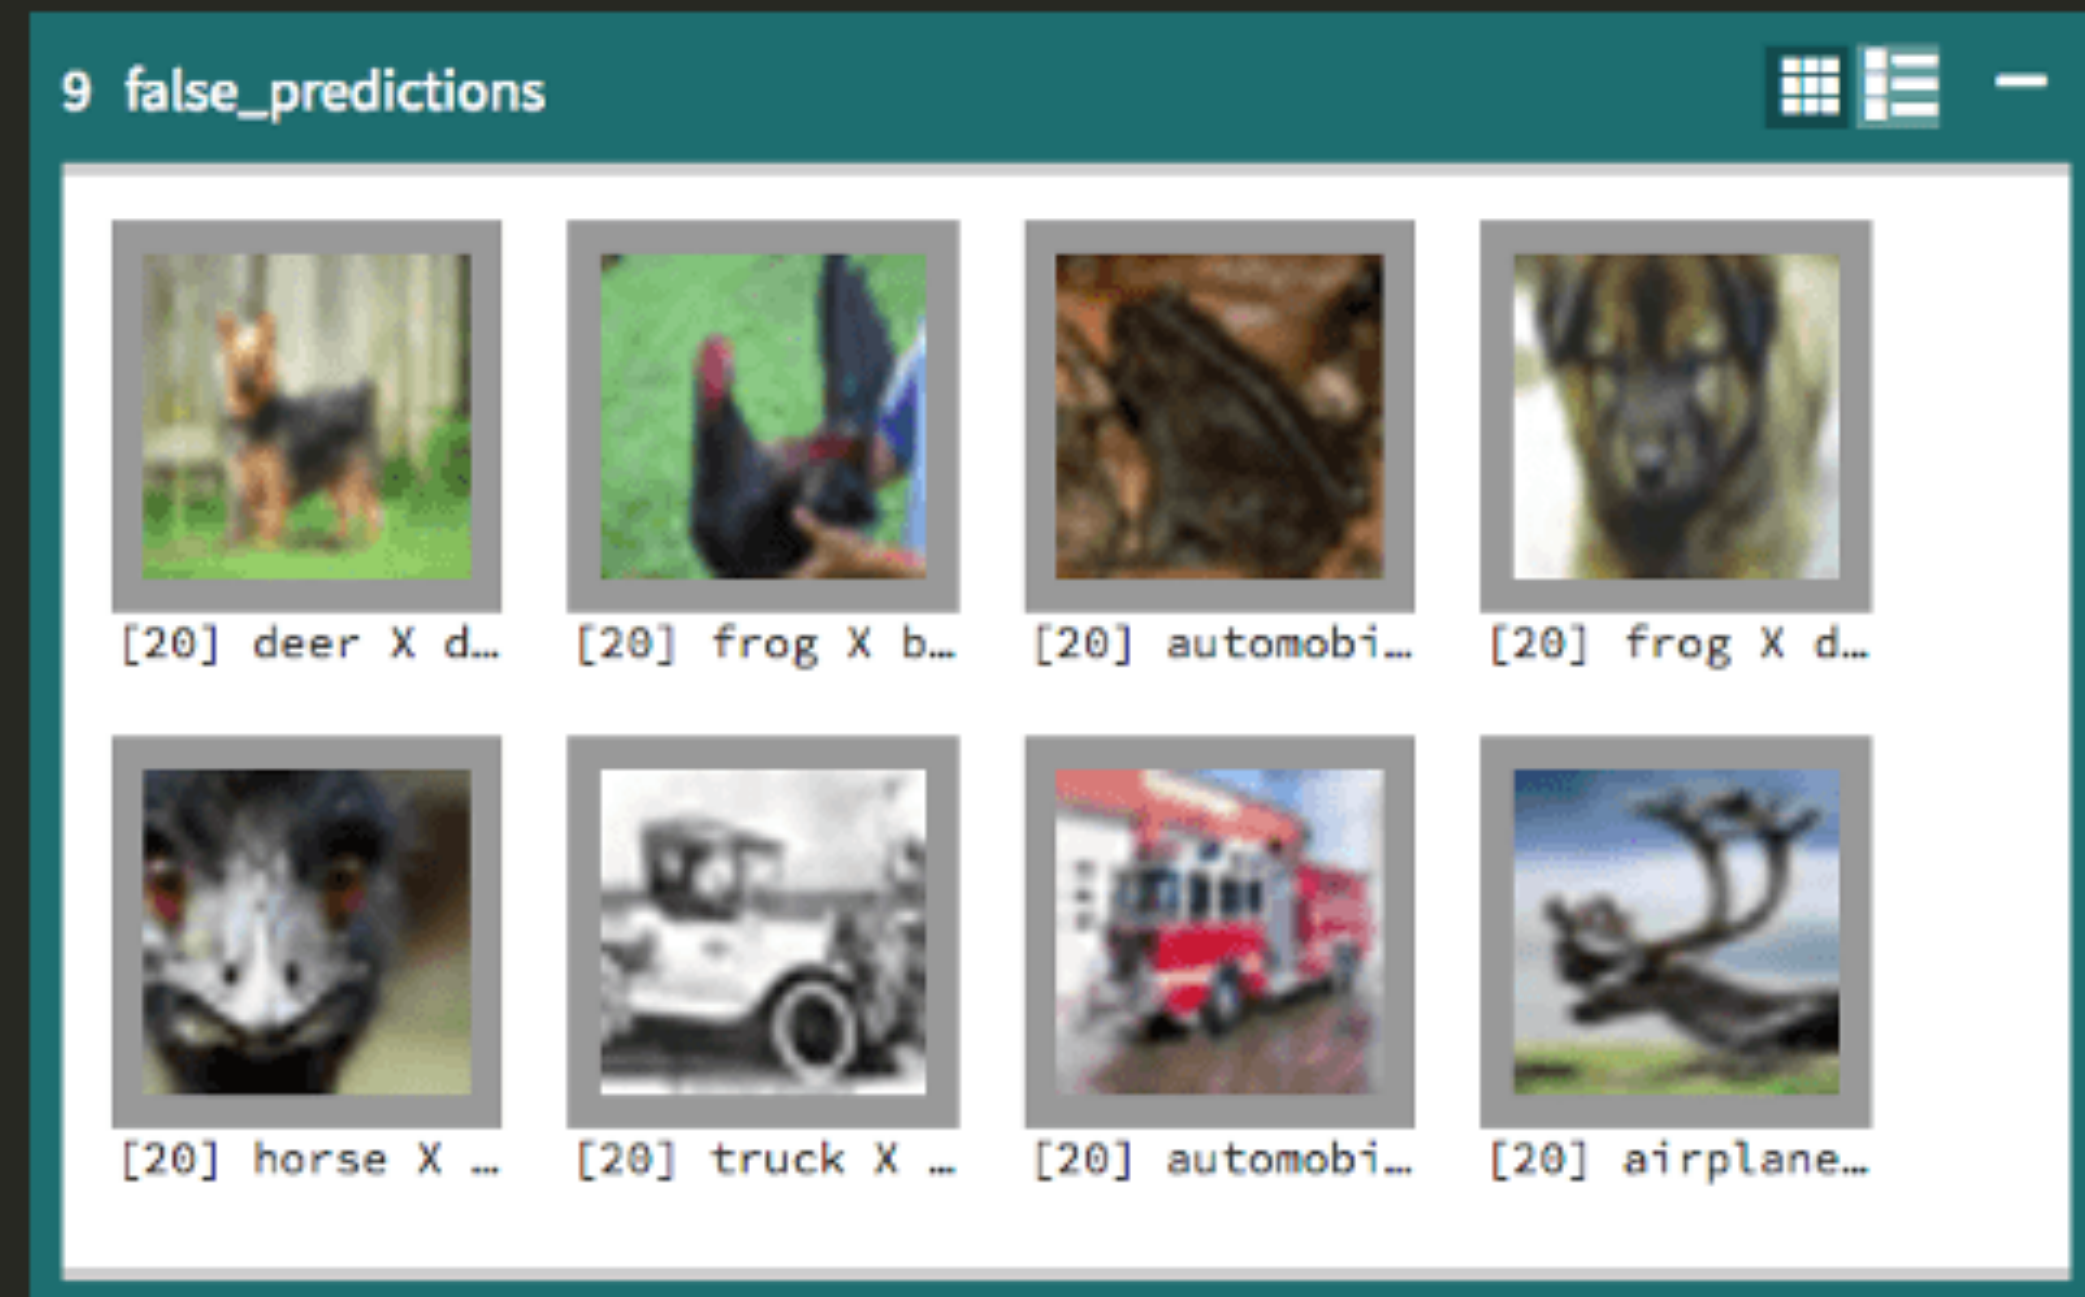 9 false_predictions
[20] deer X d…
[20] frog X b…
[20] automobi…
[20] frog X d…
[20] horse X …
[20] truck X …
[20] automobi…
[20] airplane…